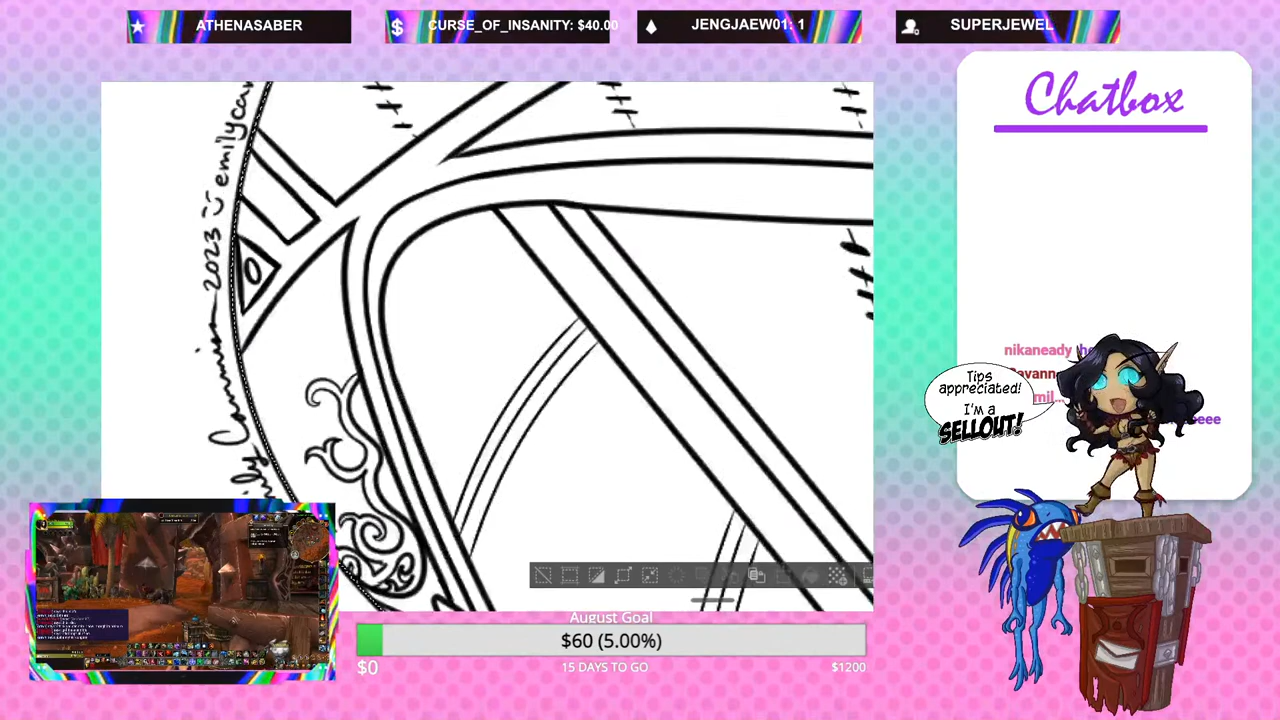 ATHENASABER
CURSE_OF_INSANITY: $40.00
JENGJAEW01: 1
SUPERJEWEL
Chatbox
nikaneady
Tips
appreciated!
I'm a
SELLOUT!
2023 emilycan
August Goal
$60 (5.00%)
$0
15 DAYS TO GO
$1200